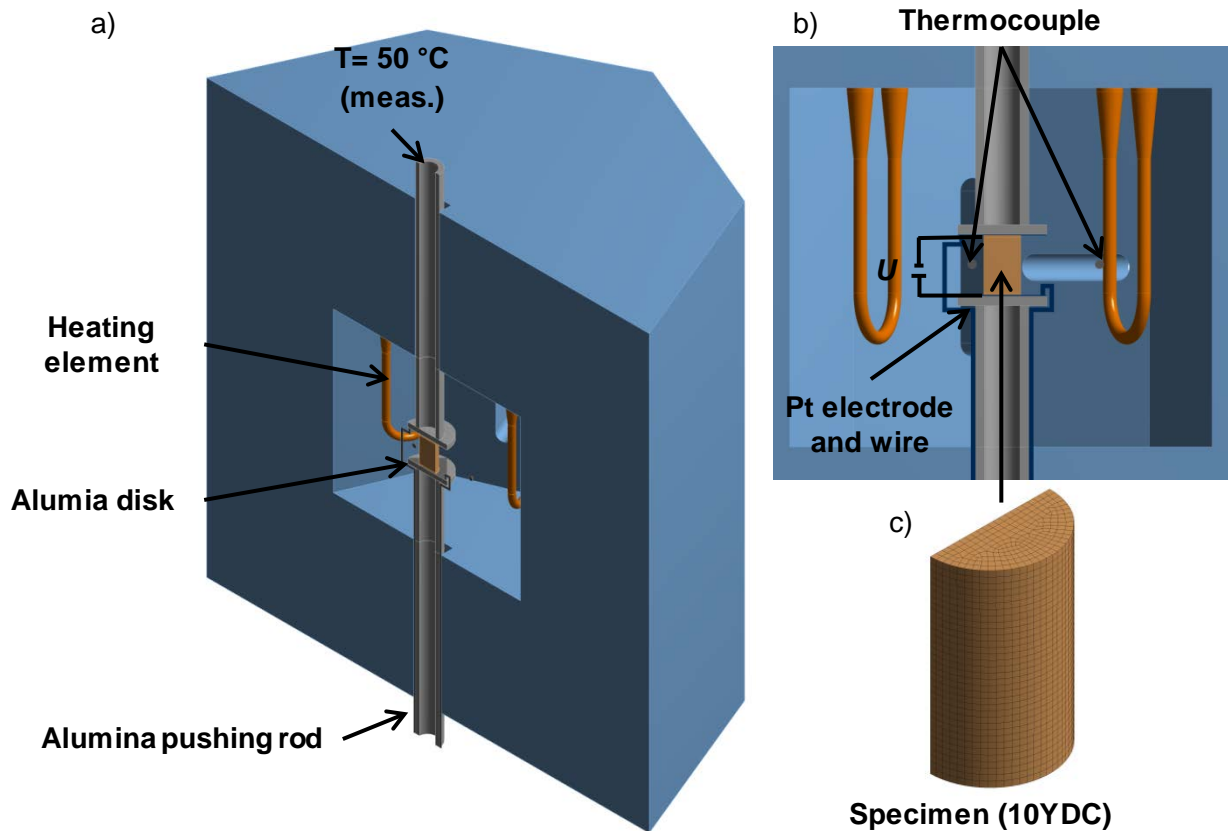 a)
T= 50 °C
(meas.)
Heating
element
Alumia disk
Alumina pushing rod
b)
Thermocouple
U
Pt electrode
and wire
c)
Specimen (10YDC)